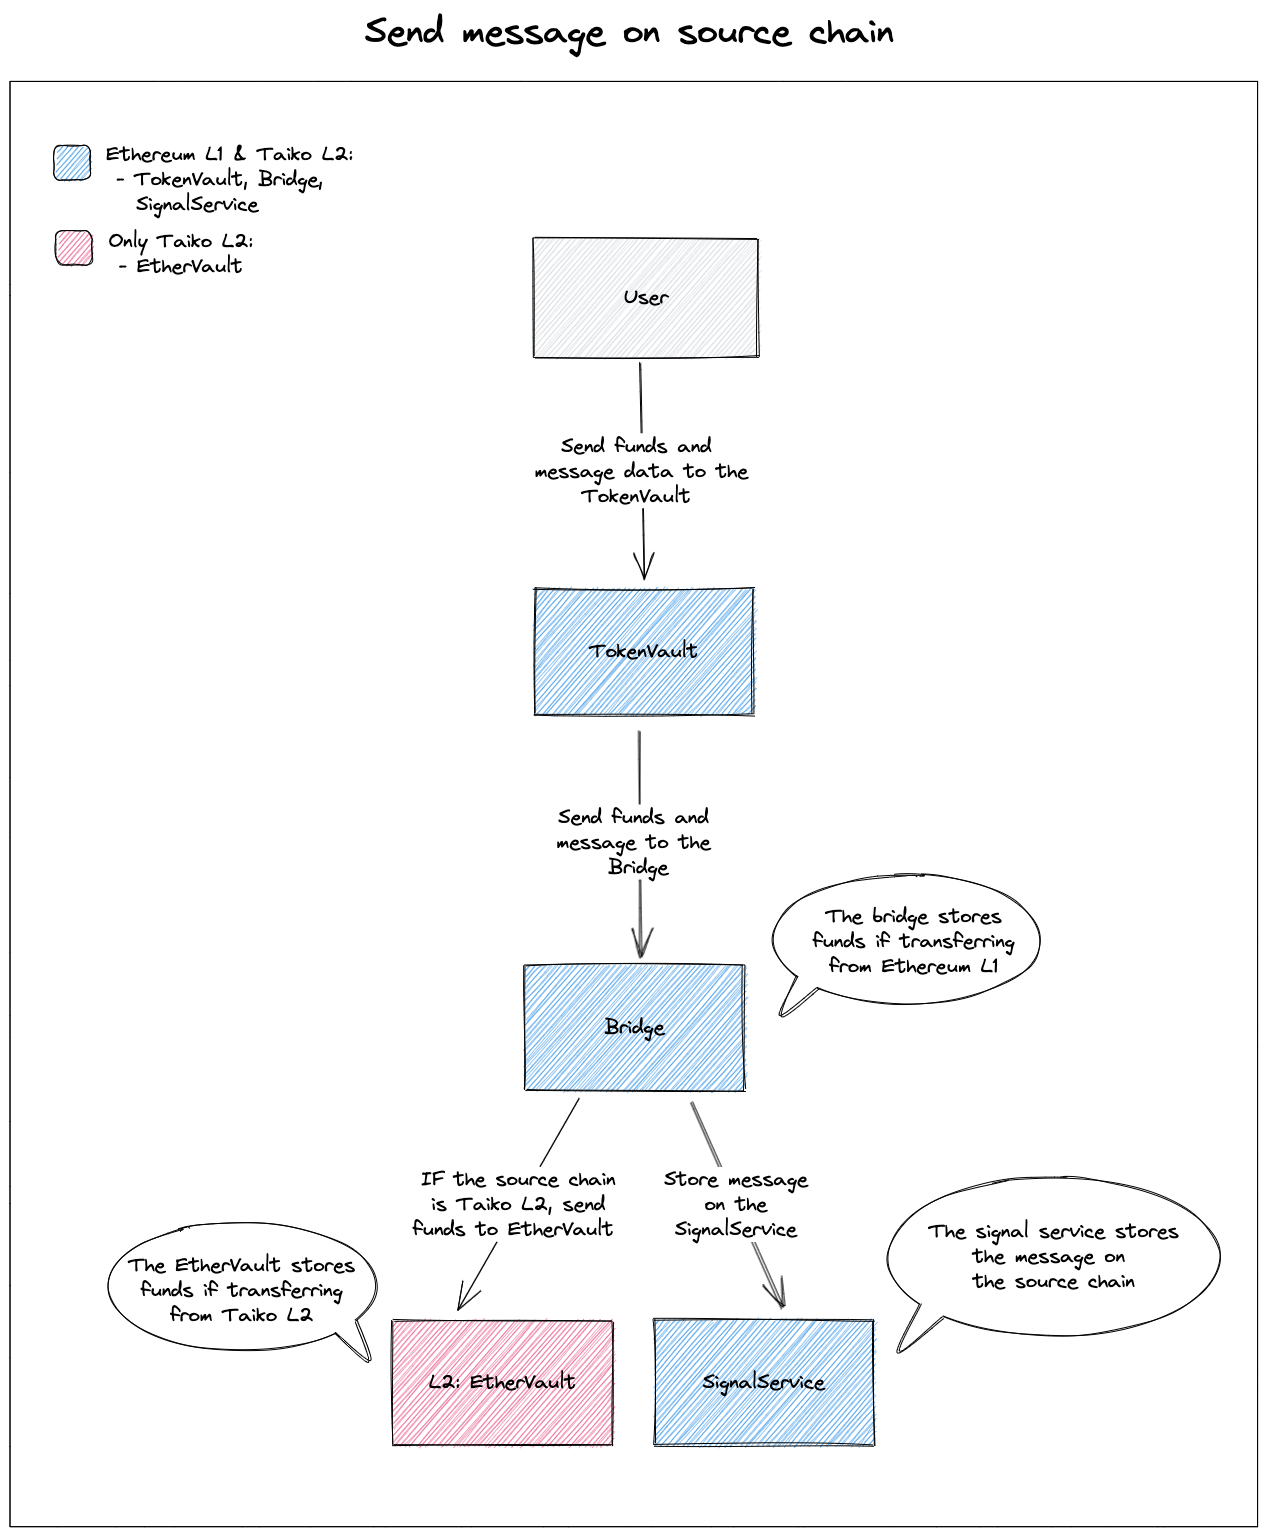 Send message on source chain
Ethereum L1 & Taiko L2:
- TokenVault, Bridge,
SignalService
Only Taiko L2:
- EtherVault
User
Send funds and
message data to the
TokenVault
TokenVault
Send funds and
message to the
Bridge
The bridge stores
funds if transferring
from Ethereum L1
Bridge
IF the source chain
is Taiko L2, send
funds to EtherVault
Store message
on the
SignalService
The EtherVault stores
funds if transferring
from Taiko L2
The signal service stores
the message on
the source chain
L2: EtherVault
SignalService